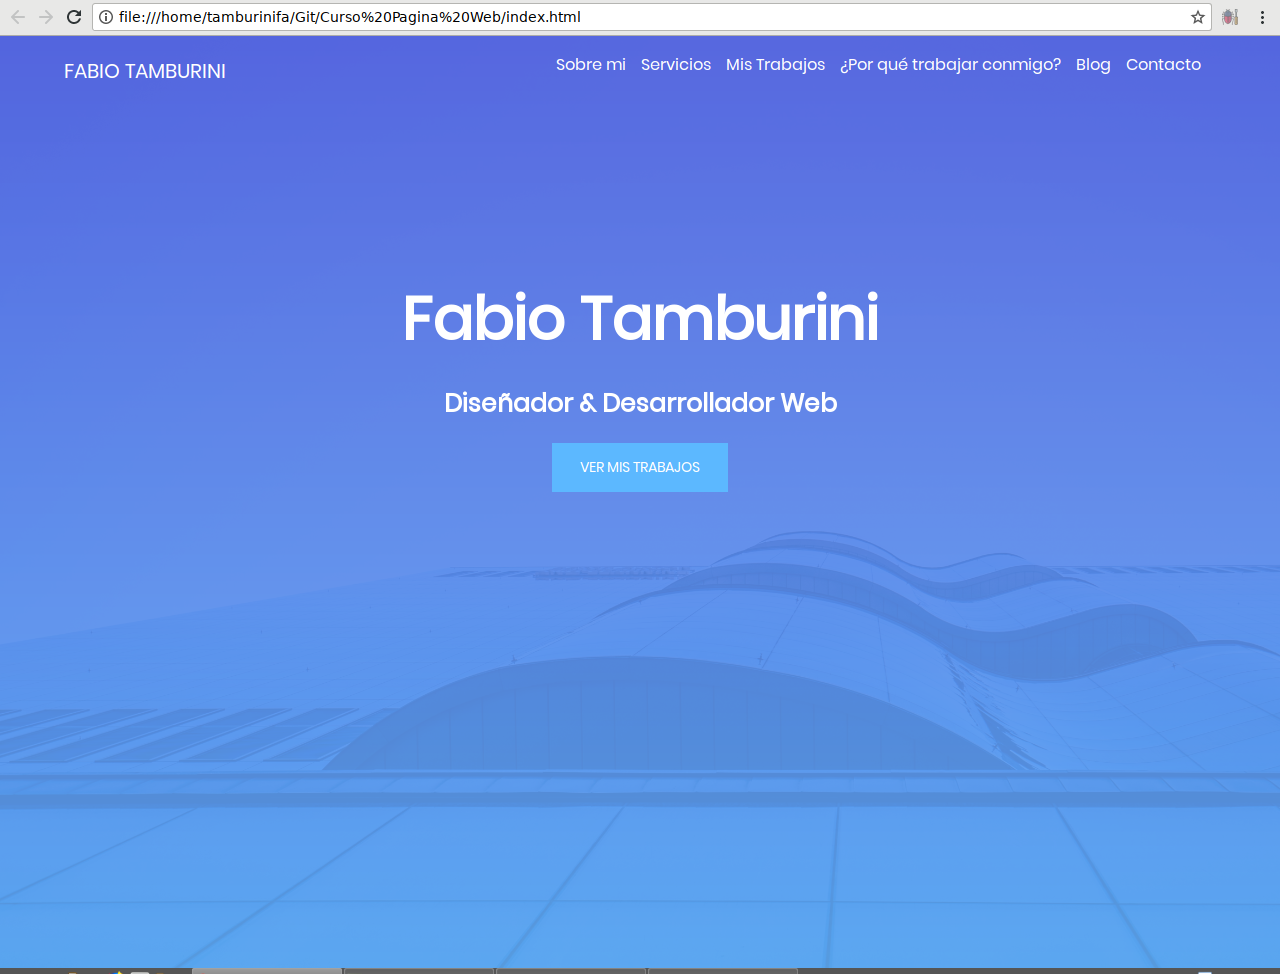 file:///home/tamburinifa/Git/Curso%20Pagina%20Web/index.html
FABIO TAMBURINI
Sobre mi Servicios Mis Trabajos ¿Por qué trabajar conmigo? Blog Contacto
Fabio Tamburini
Diseñador & Desarrollador Web
VER MIS TRABAJOS